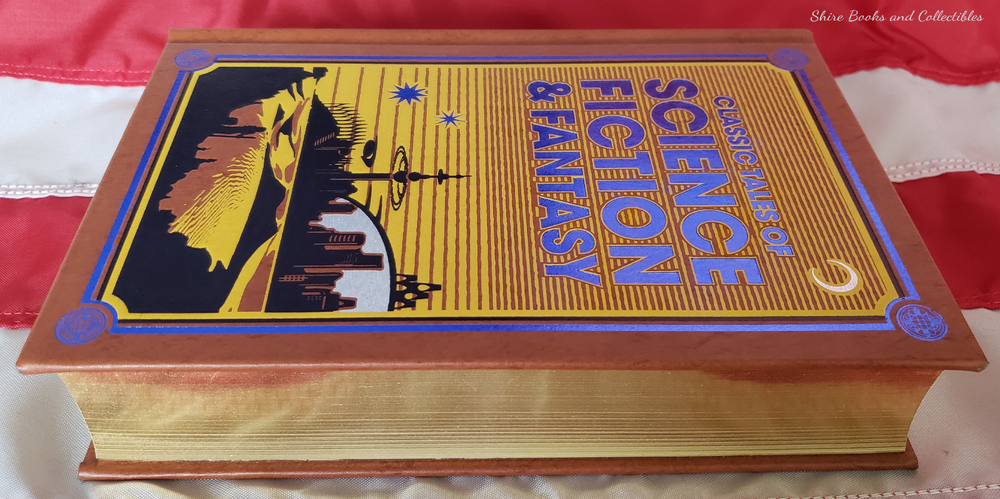 Shire Books and Collectibles
CLASSIC TALES OF
SCIENCE
FICTION
& FANTASY